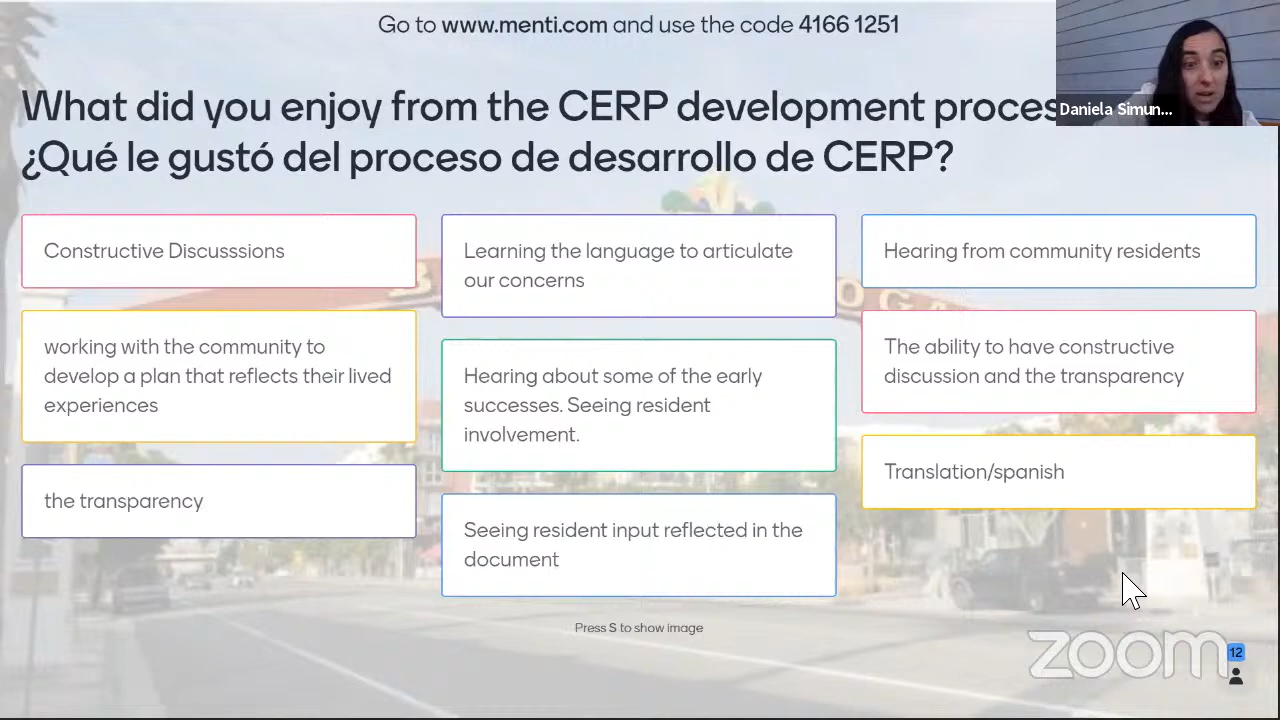 Go to www.menti.com and use the code 4166 1251
What did you enjoy from the CERP development proces
¿Qué le gustó del proceso de desarrollo de CERP?
Daniela Simun...
Constructive Discusssions
working with the community to
develop a plan that reflects their lived
experiences
the transparency
Learning the language to articulate
our concerns
Hearing about some of the early
successes. Seeing resident
involvement.
Seeing resident input reflected in the
document
Hearing from community residents
The ability to have constructive
discussion and the transparency
Translation/spanish
Press S to show image
zoom
12